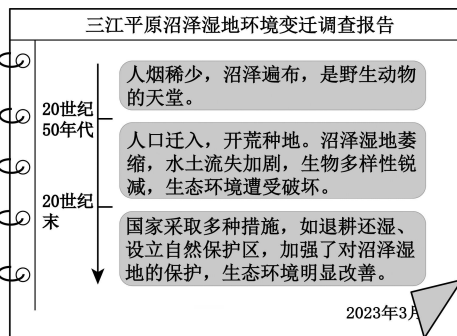 三江平原沼泽湿地环境变迁调查报告
人烟稀少，沼泽遍布，是野生动物
的天堂。
20世纪
50年代
人口迁入，开荒种地。沼泽湿地萎
缩，水土流失加剧，生物多样性锐
减，生态环境遭受破坏。
20世纪
末
国家采取多种措施，如退耕还湿、
设立自然保护区，加强了对沼泽湿
地的保护，生态环境明显改善。
2023年3月